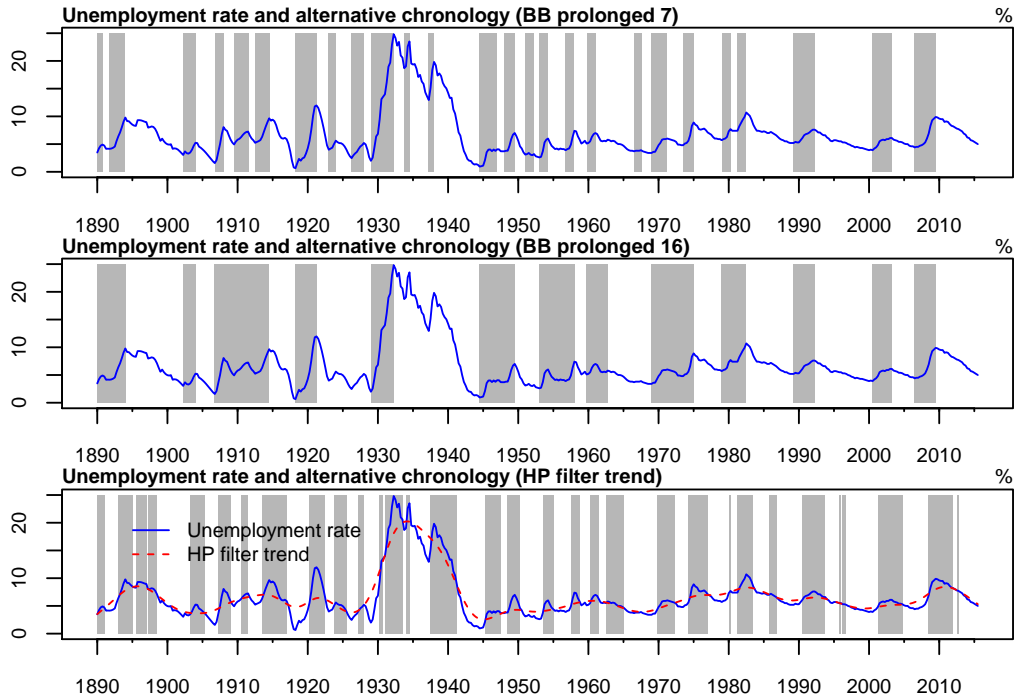 Unemployment rate and alternative chronology (BB prolonged 7) %
20
10
0
1890 1900 1910 1920 1930 1940 1950 1960 1970 1980 1990 2000 2010
Unemployment rate and alternative chronology (BB prolonged 16) %
20
10
0
1890 1900 1910 1920 1930 1940 1950 1960 1970 1980 1990 2000 2010
Unemployment rate and alternative chronology (HP filter trend) %
20
Unemployment rate
HP filter trend
10
0
1890 1900 1910 1920 1930 1940 1950 1960 1970 1980 1990 2000 2010